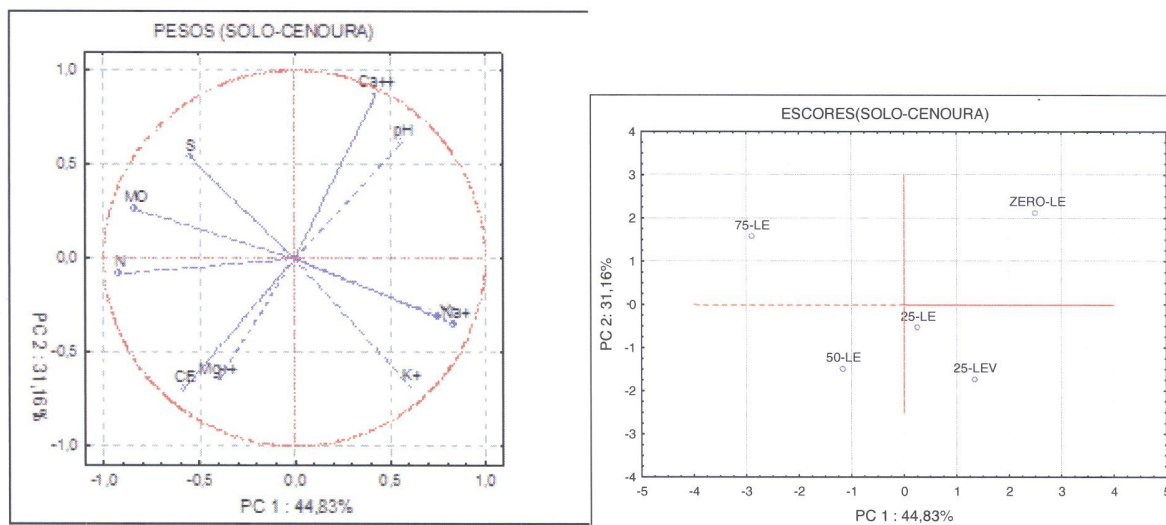 PESOS (SOLO-CENOURA)
1,0
0,5
0,0
-0,5
-1,0
PC 2 : 31,16%
Ca++
pH
S
MO
N
Na+
Mg++
K+
-1,0 -0,5 0,0 0,5 1,0
PC 1 : 44,83%
ESCORES(SOLO-CENOURA)
4
3
2
1
-0
-1
-2
-3
-4
PC 2: 31,16%
ZERO-LE
75-LE
25-LE
50-LE
25-LEV
-5 -4 -3 -2 -1 0 1 2 3 4 5
PC 1 : 44,83%